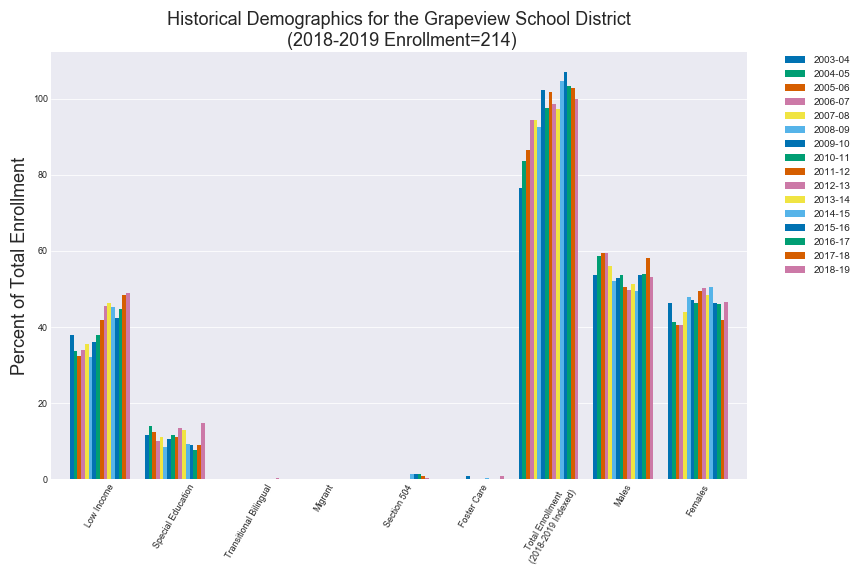 Historical Demographics for the Grapeview School District
(2018-2019 Enrollment=214)
Percent of Total Enrollment
100
80
60
40
20
0
Low Income
Special Education
Transitional Bilingual
Migrant
Section 504
Foster Care
Total Enrollment
(2018-2019 Indexed)
Males
Females
2003-04
2004-05
2005-06
2006-07
2007-08
2008-09
2009-10
2010-11
2011-12
2012-13
2013-14
2014-15
2015-16
2016-17
2017-18
2018-19